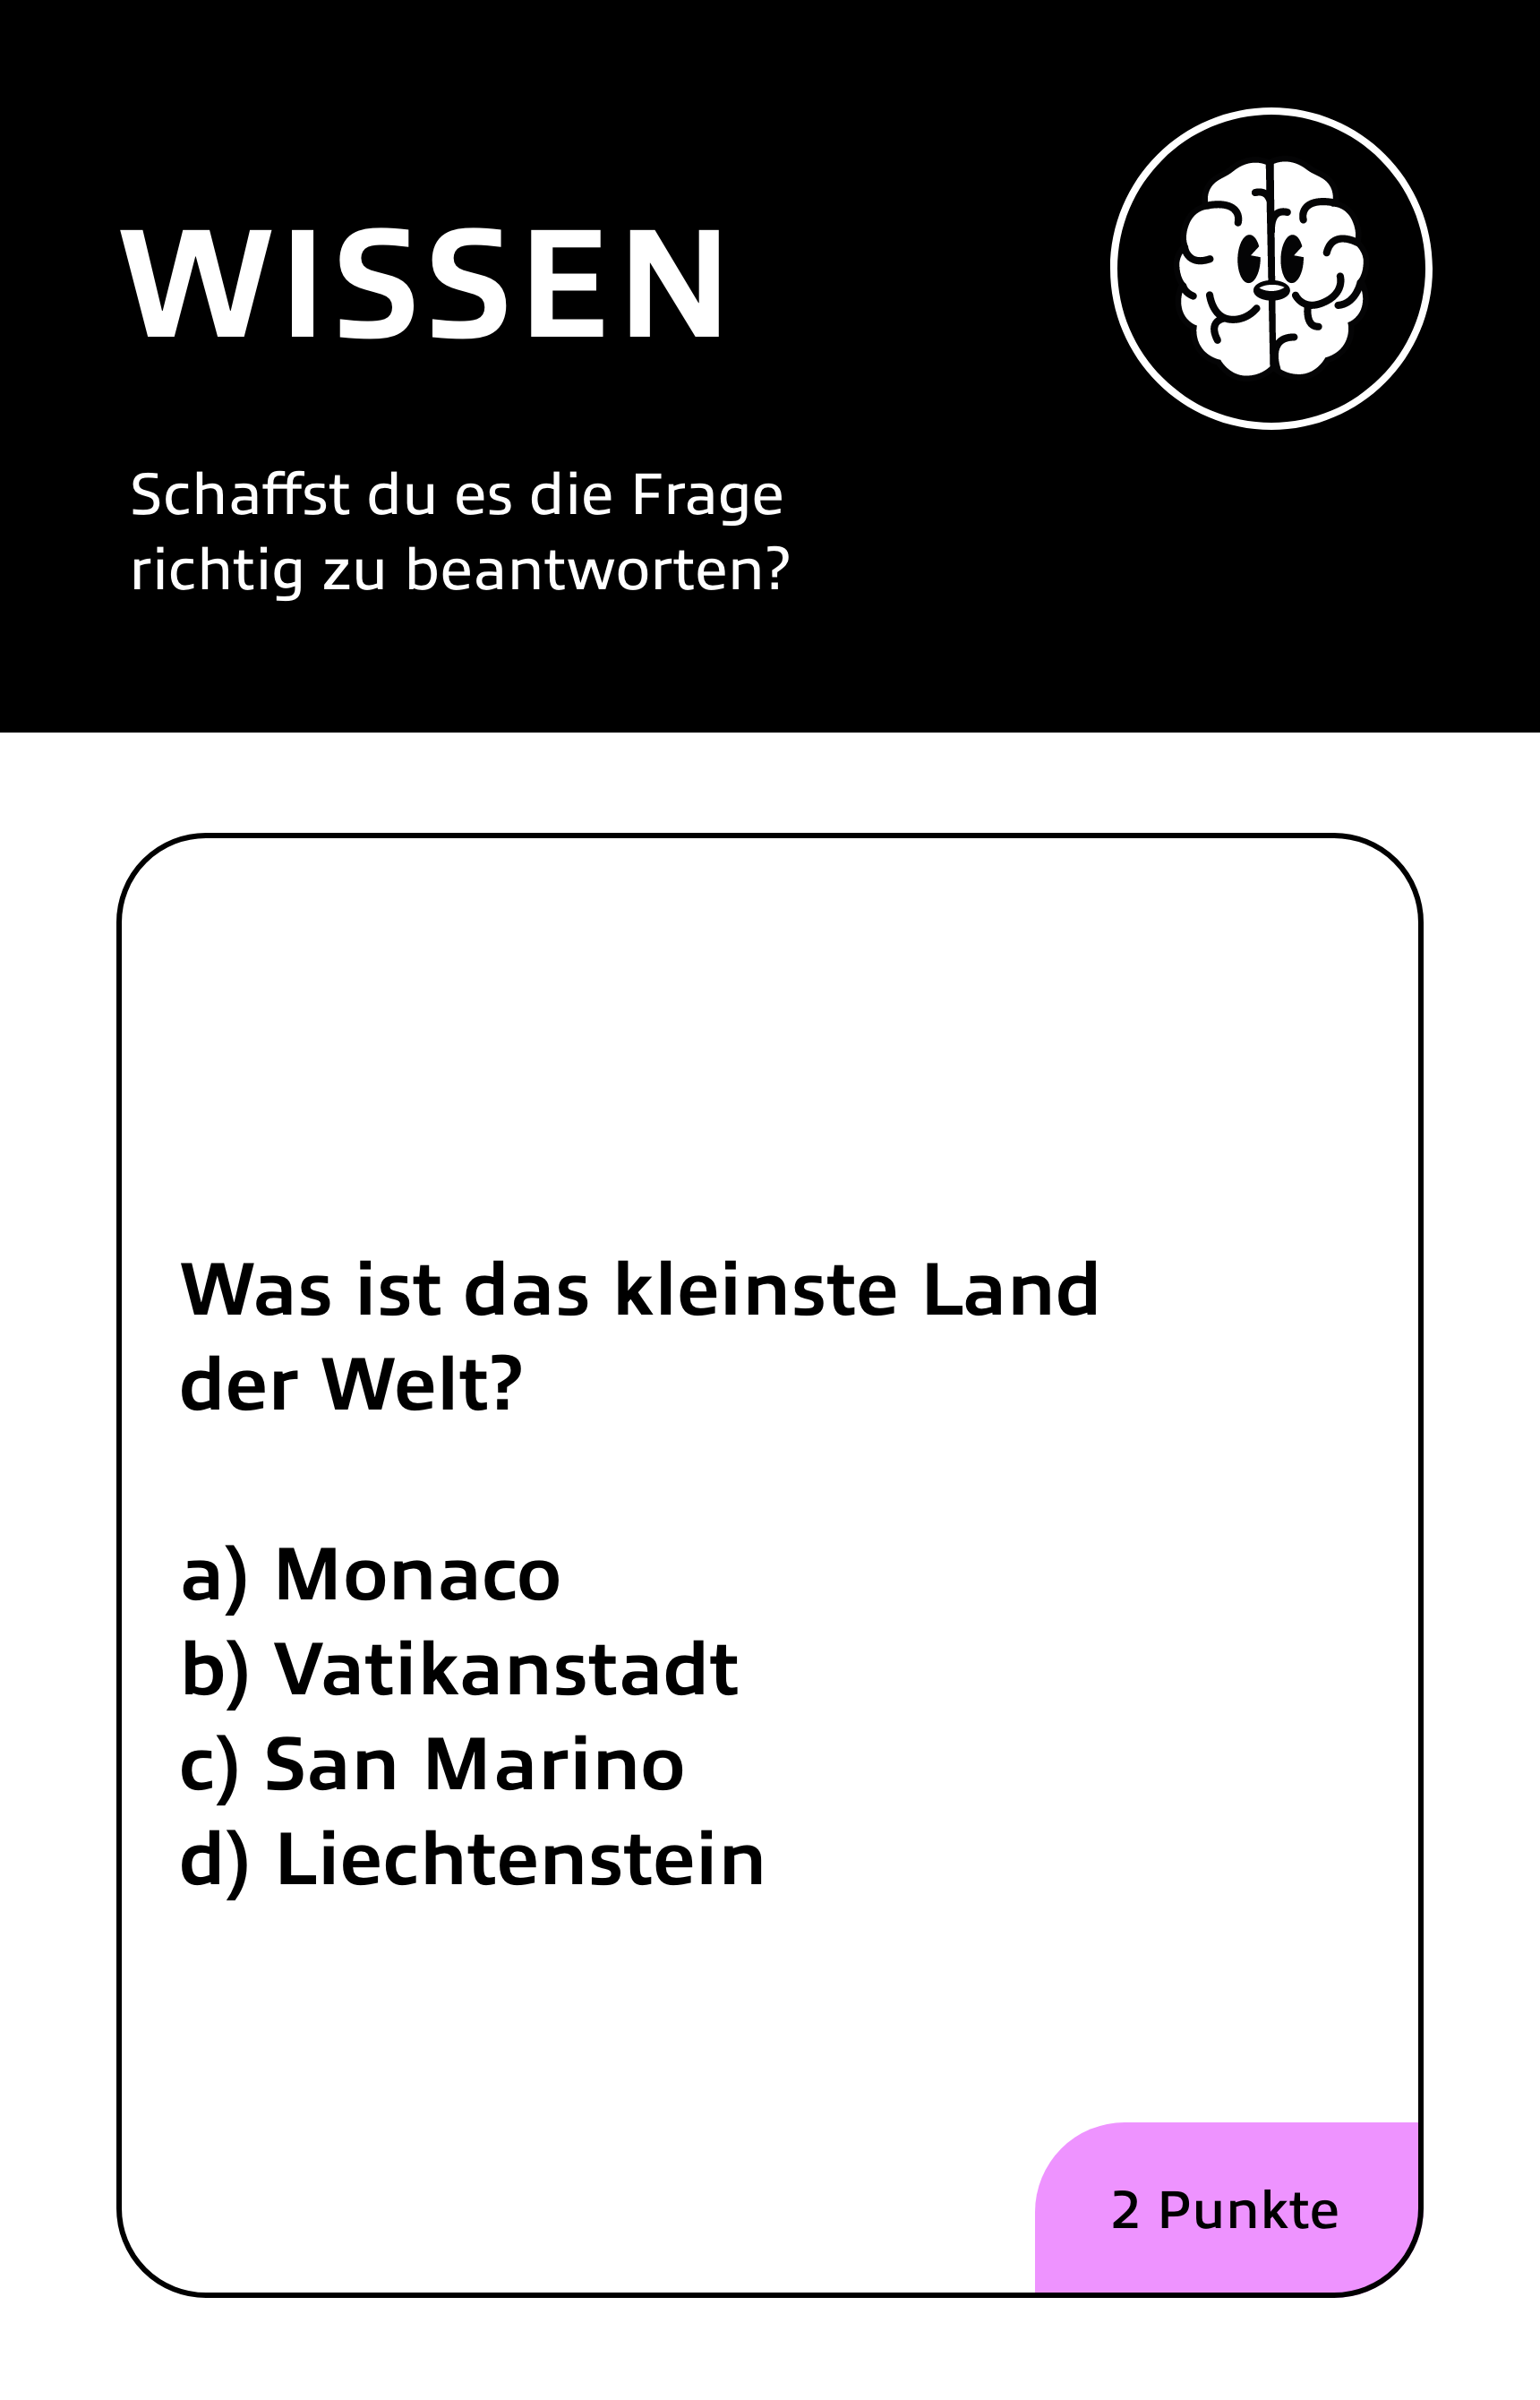 WISSEN
Schaffst du es die Frage
richtig zu beantworten?
Was ist das kleinste Land
der Welt?
a) Monaco
b) Vatikanstadt
c) San Marino
d) Liechtenstein
2 Punkte